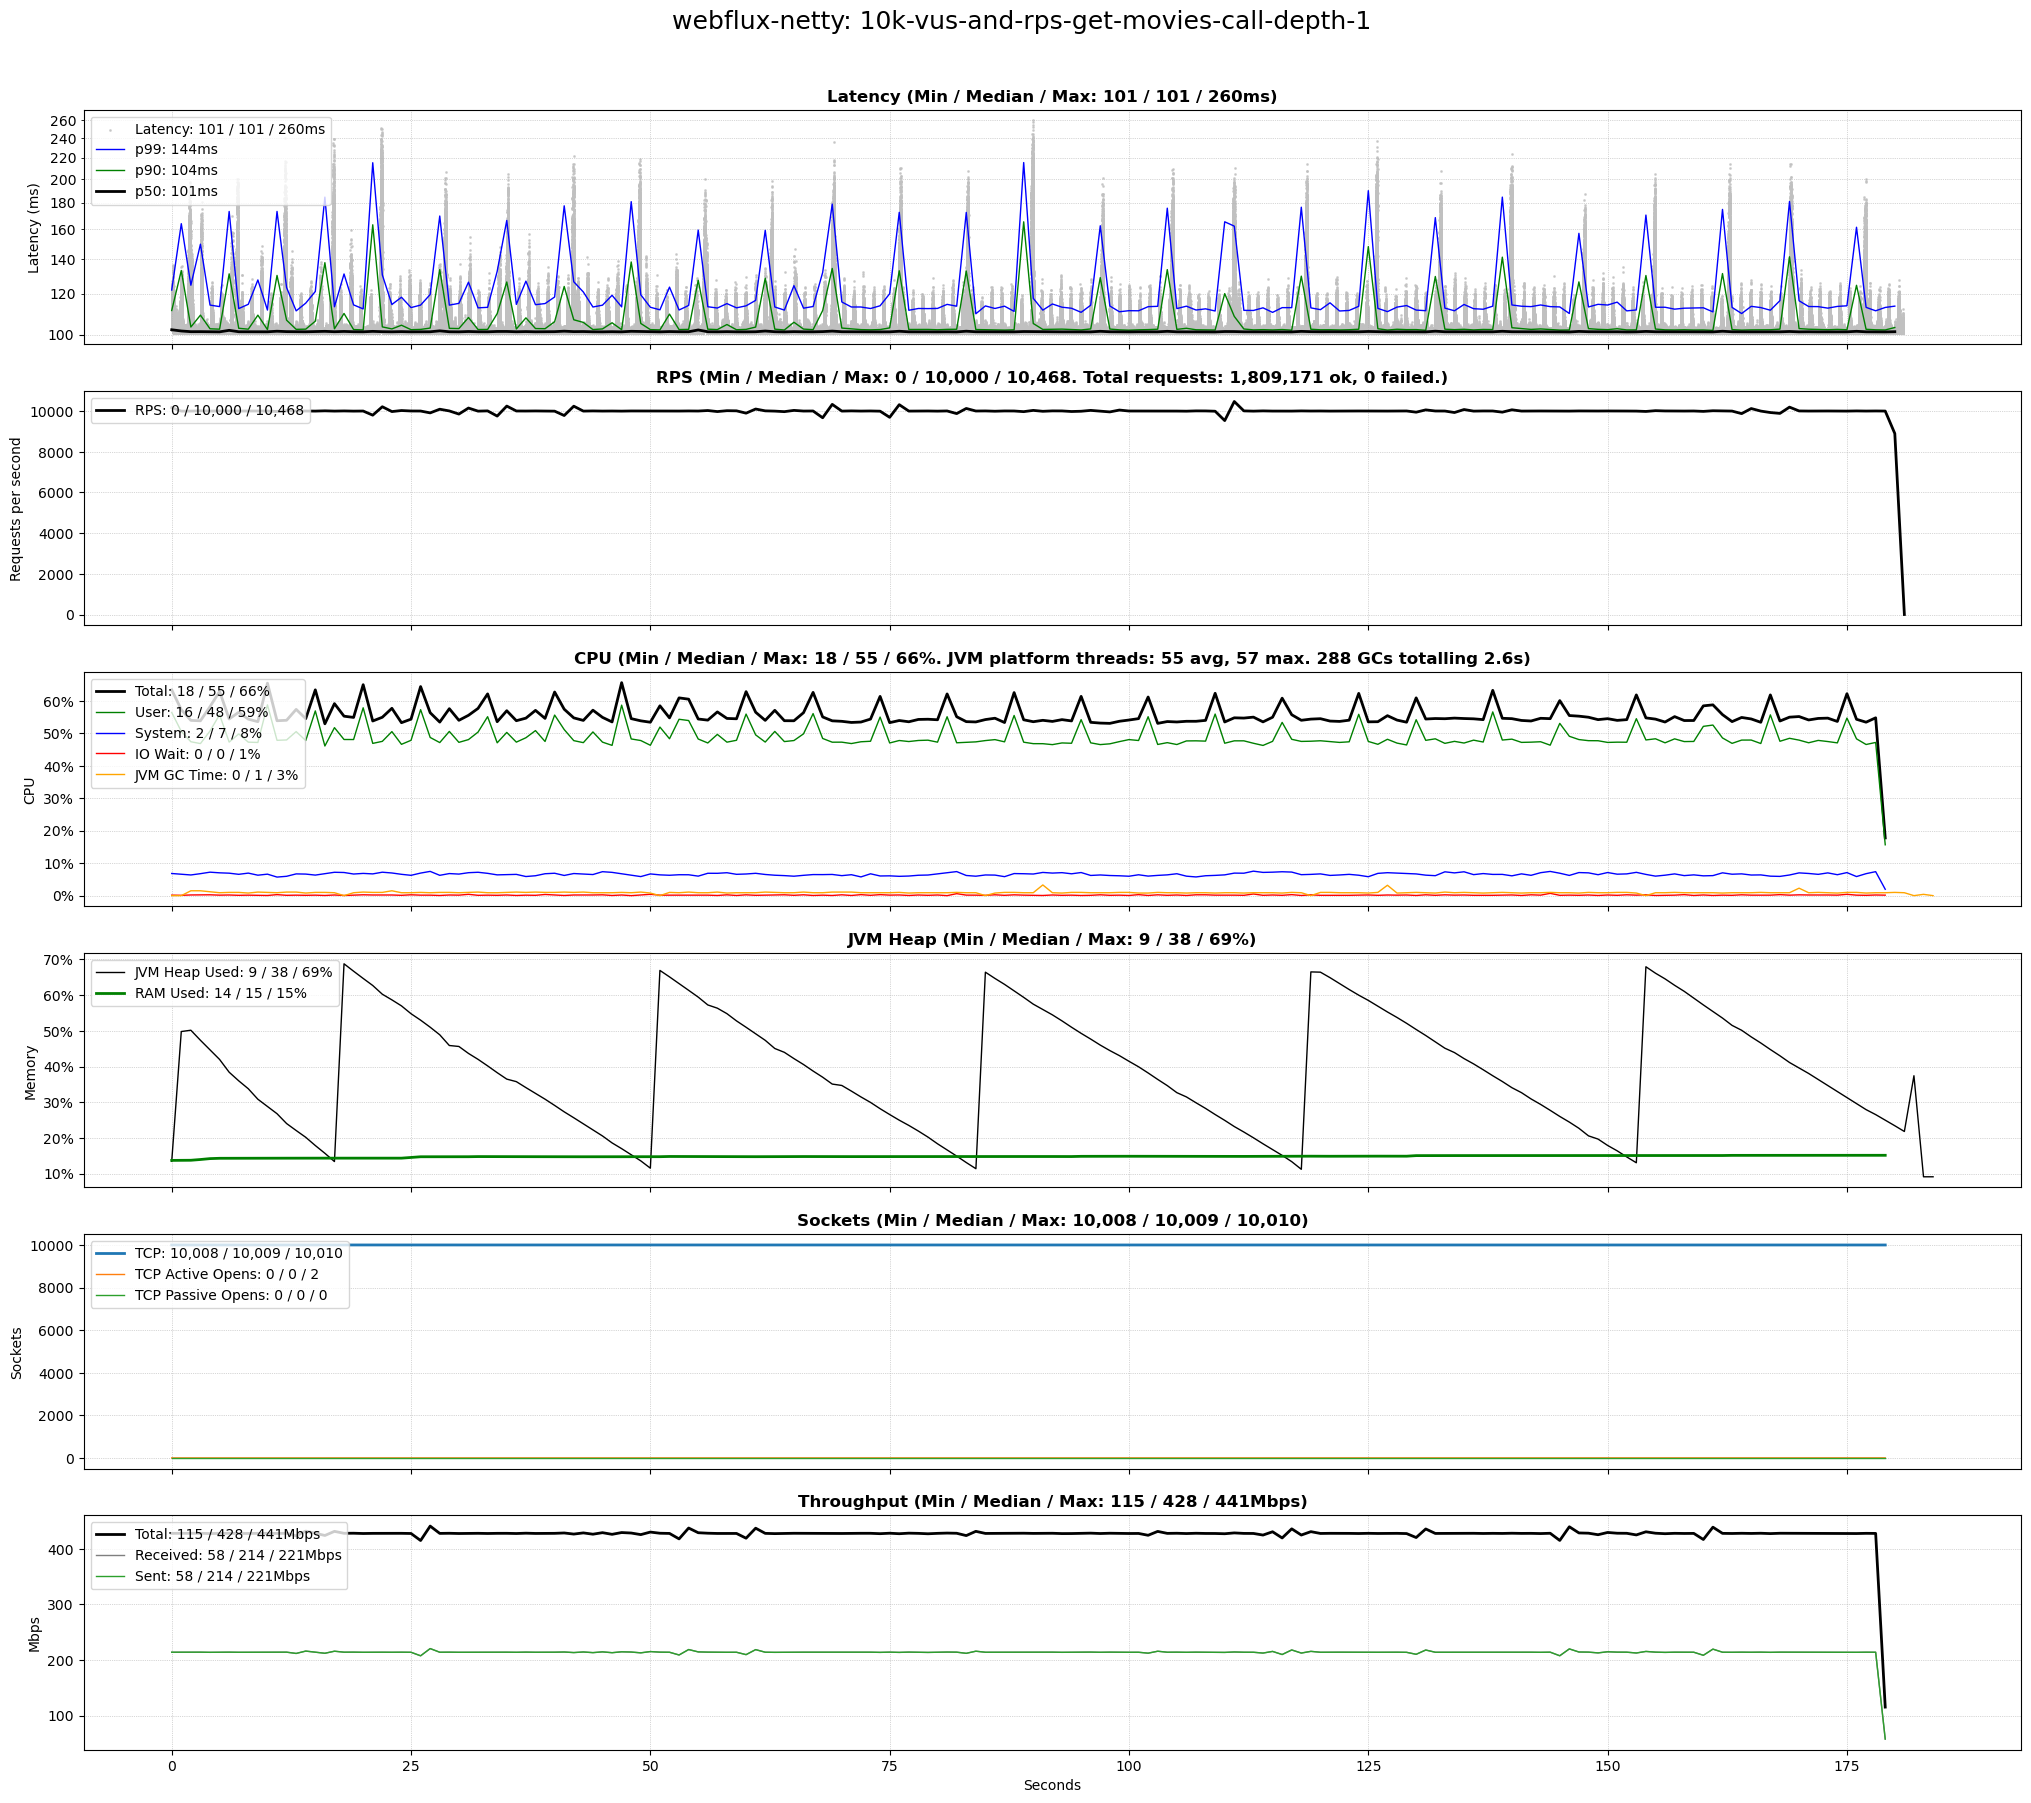 webflux-netty: 10k-vus-and-rps-get-movies-call-depth-1
Latency (Min / Median / Max: 101 / 101 / 260ms)
Latency (ms)
260
240
220
200
180
160
140
120
100
Latency: 101 / 101 / 260ms
p99: 144ms
p90: 104ms
p50: 101ms
RPS (Min / Median / Max: 0 / 10,000 / 10,468. Total requests: 1,809,171 ok, 0 failed.)
Requests per second
10000
8000
6000
4000
2000
0
RPS: 0 / 10,000 / 10,468
CPU (Min / Median / Max: 18 / 55 / 66%. JVM platform threads: 55 avg, 57 max. 288 GCs totalling 2.6s)
CPU
60%
50%
40%
30%
20%
10%
0%
Total: 18 / 55 / 66%
User: 16 / 48 / 59%
System: 2 / 7 / 8%
IO Wait: 0 / 0 / 1%
JVM GC Time: 0 / 1 / 3%
JVM Heap (Min / Median / Max: 9 / 38 / 69%)
Memory
70%
60%
50%
40%
30%
20%
10%
JVM Heap Used: 9 / 38 / 69%
RAM Used: 14 / 15 / 15%
Sockets (Min / Median / Max: 10,008 / 10,009 / 10,010)
Sockets
10000
8000
6000
4000
2000
0
TCP: 10,008 / 10,009 / 10,010
TCP Active Opens: 0 / 0 / 2
TCP Passive Opens: 0 / 0 / 0
Throughput (Min / Median / Max: 115 / 428 / 441Mbps)
Mbps
400
300
200
100
Total: 115 / 428 / 441Mbps
Received: 58 / 214 / 221Mbps
Sent: 58 / 214 / 221Mbps
0 25 50 75 100 125 150 175
Seconds